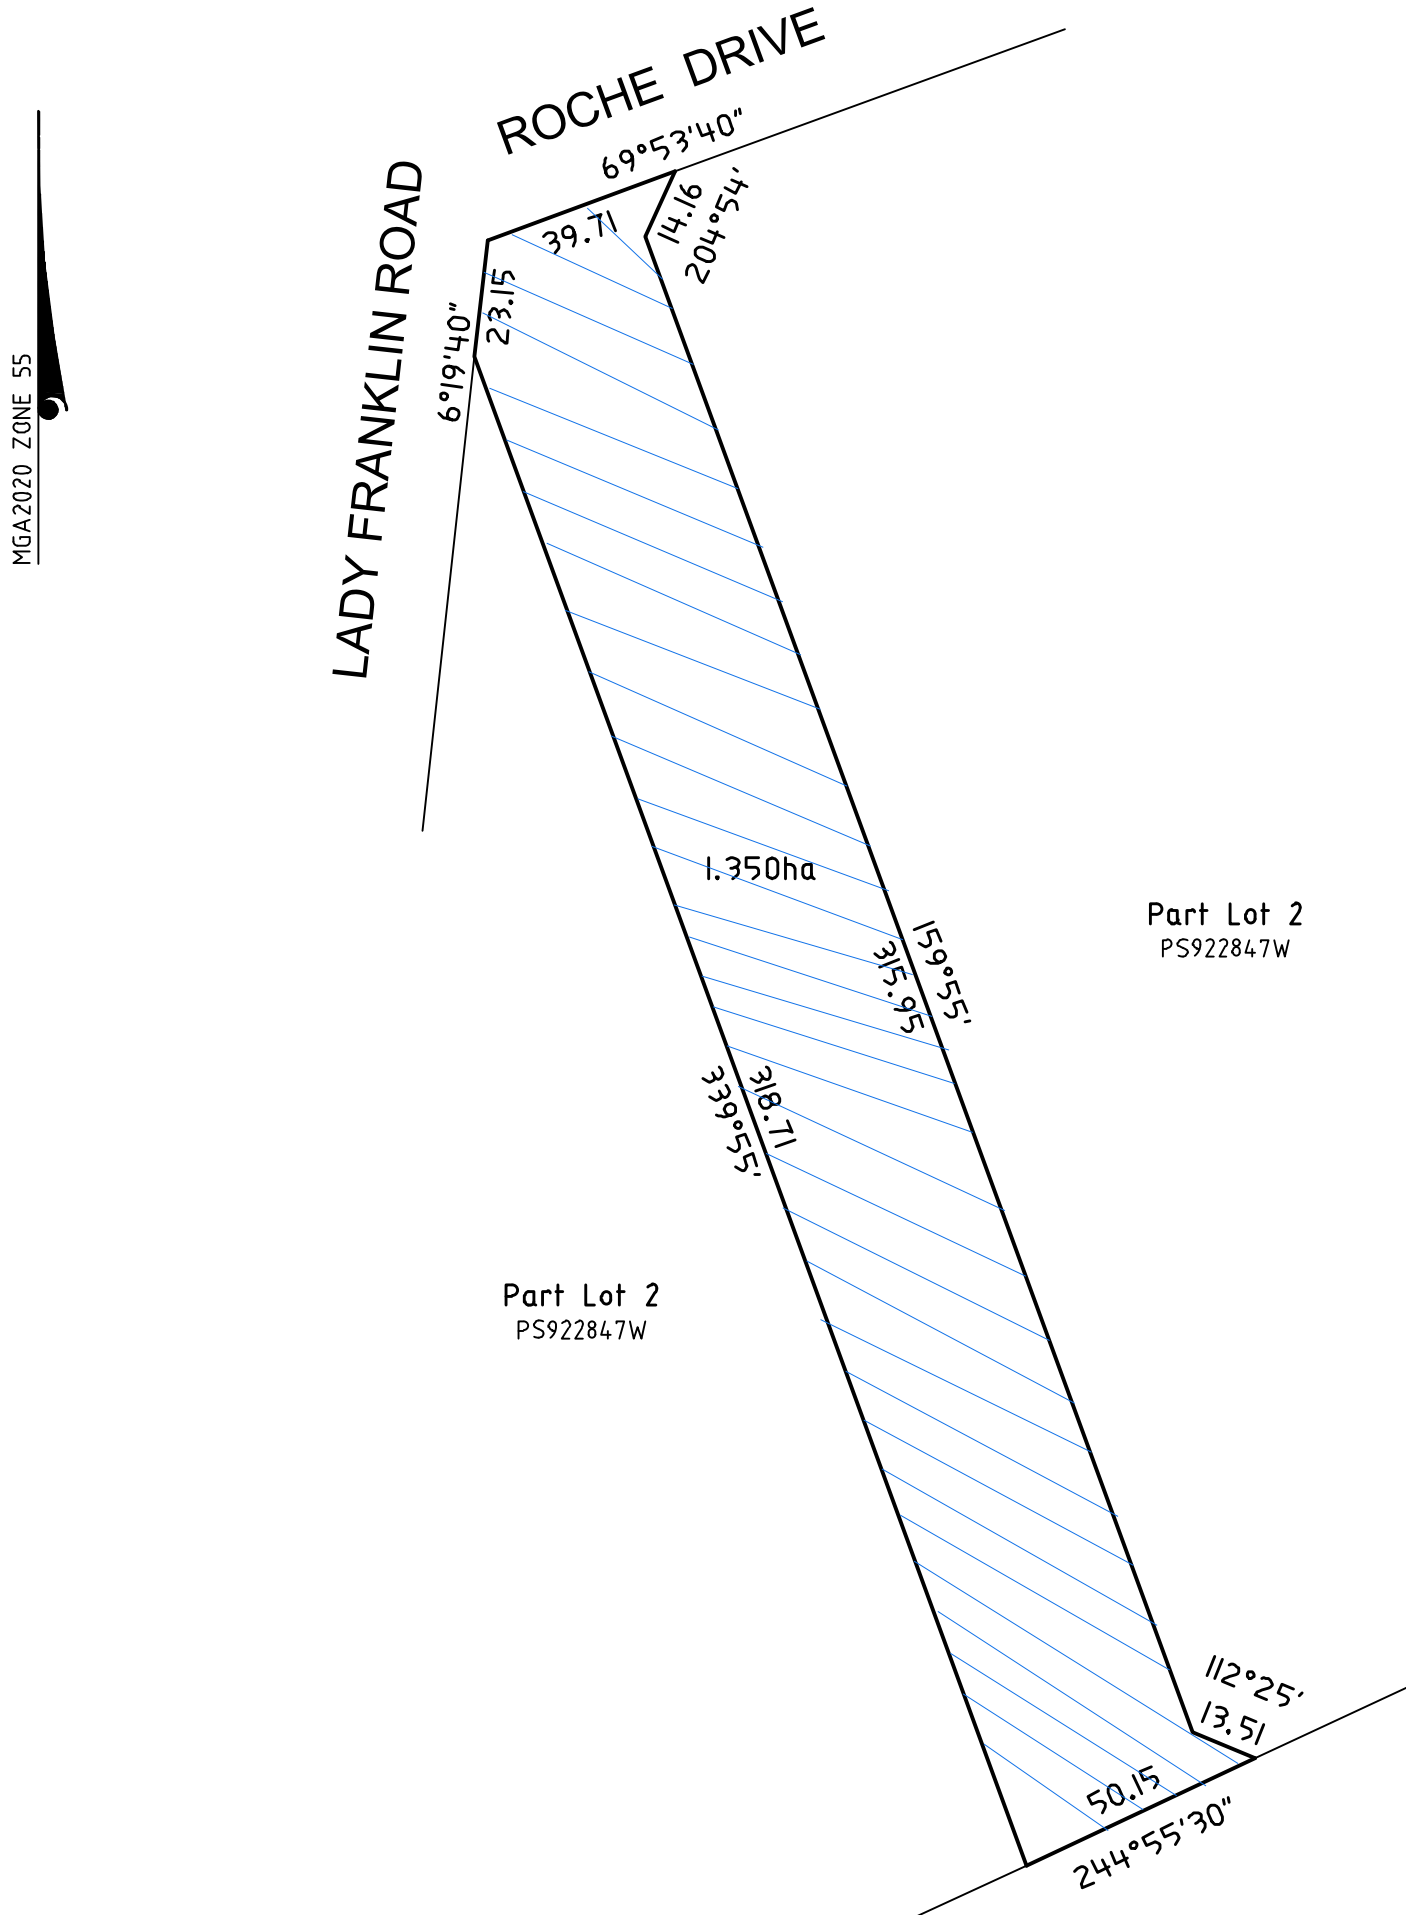 ROCHE DRIVE
69°53'40"
39.71
14.16
204°54'
LADY FRANKLIN ROAD
23.15
6°19'40"
MGA2020 ZONE 55
1.350ha
Part Lot 2
PS922847W
159°55'
315.95
318.71
339°55'
Part Lot 2
PS922847W
112°25'
13.51
50.15
244°55'30"